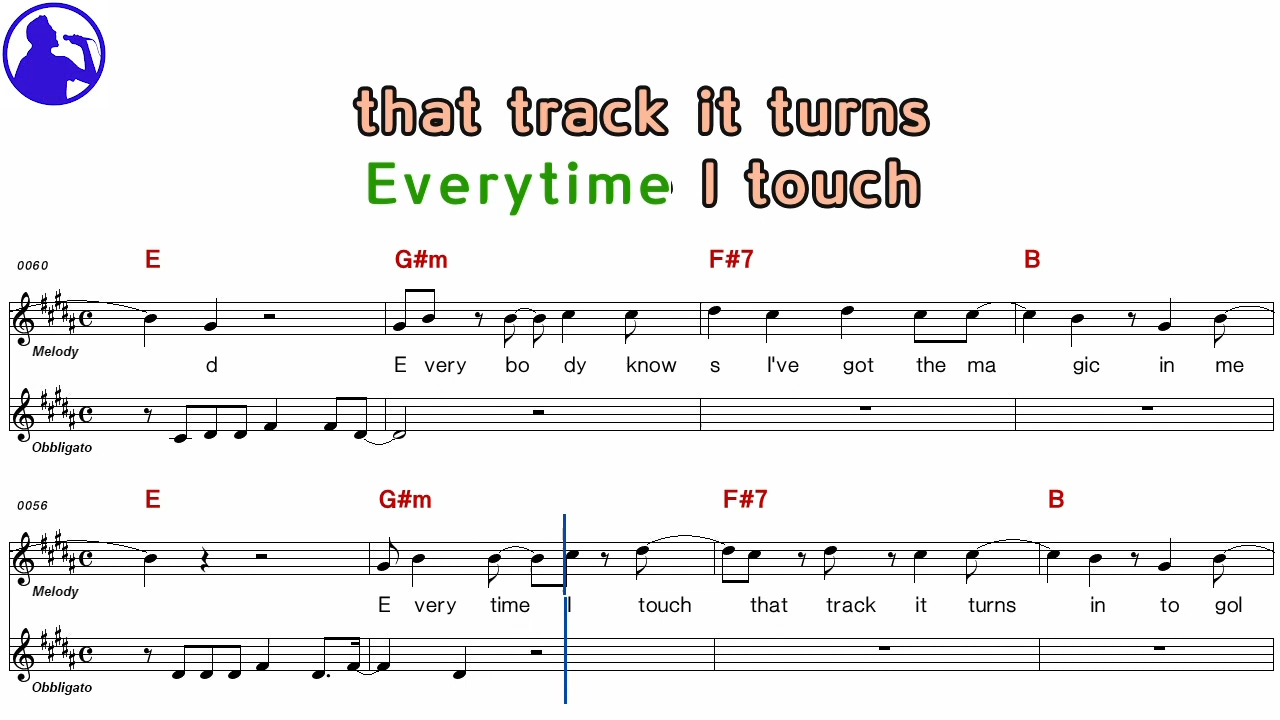 that track it turns
Everytime I touch
0060 E G#m F#7 B
Melody
d E very bo dy know s I've got the ma gic in me
Obbligato
0056 E G#m F#7 B
Melody
E very time I touch that track it turns in to gol
Obbligato